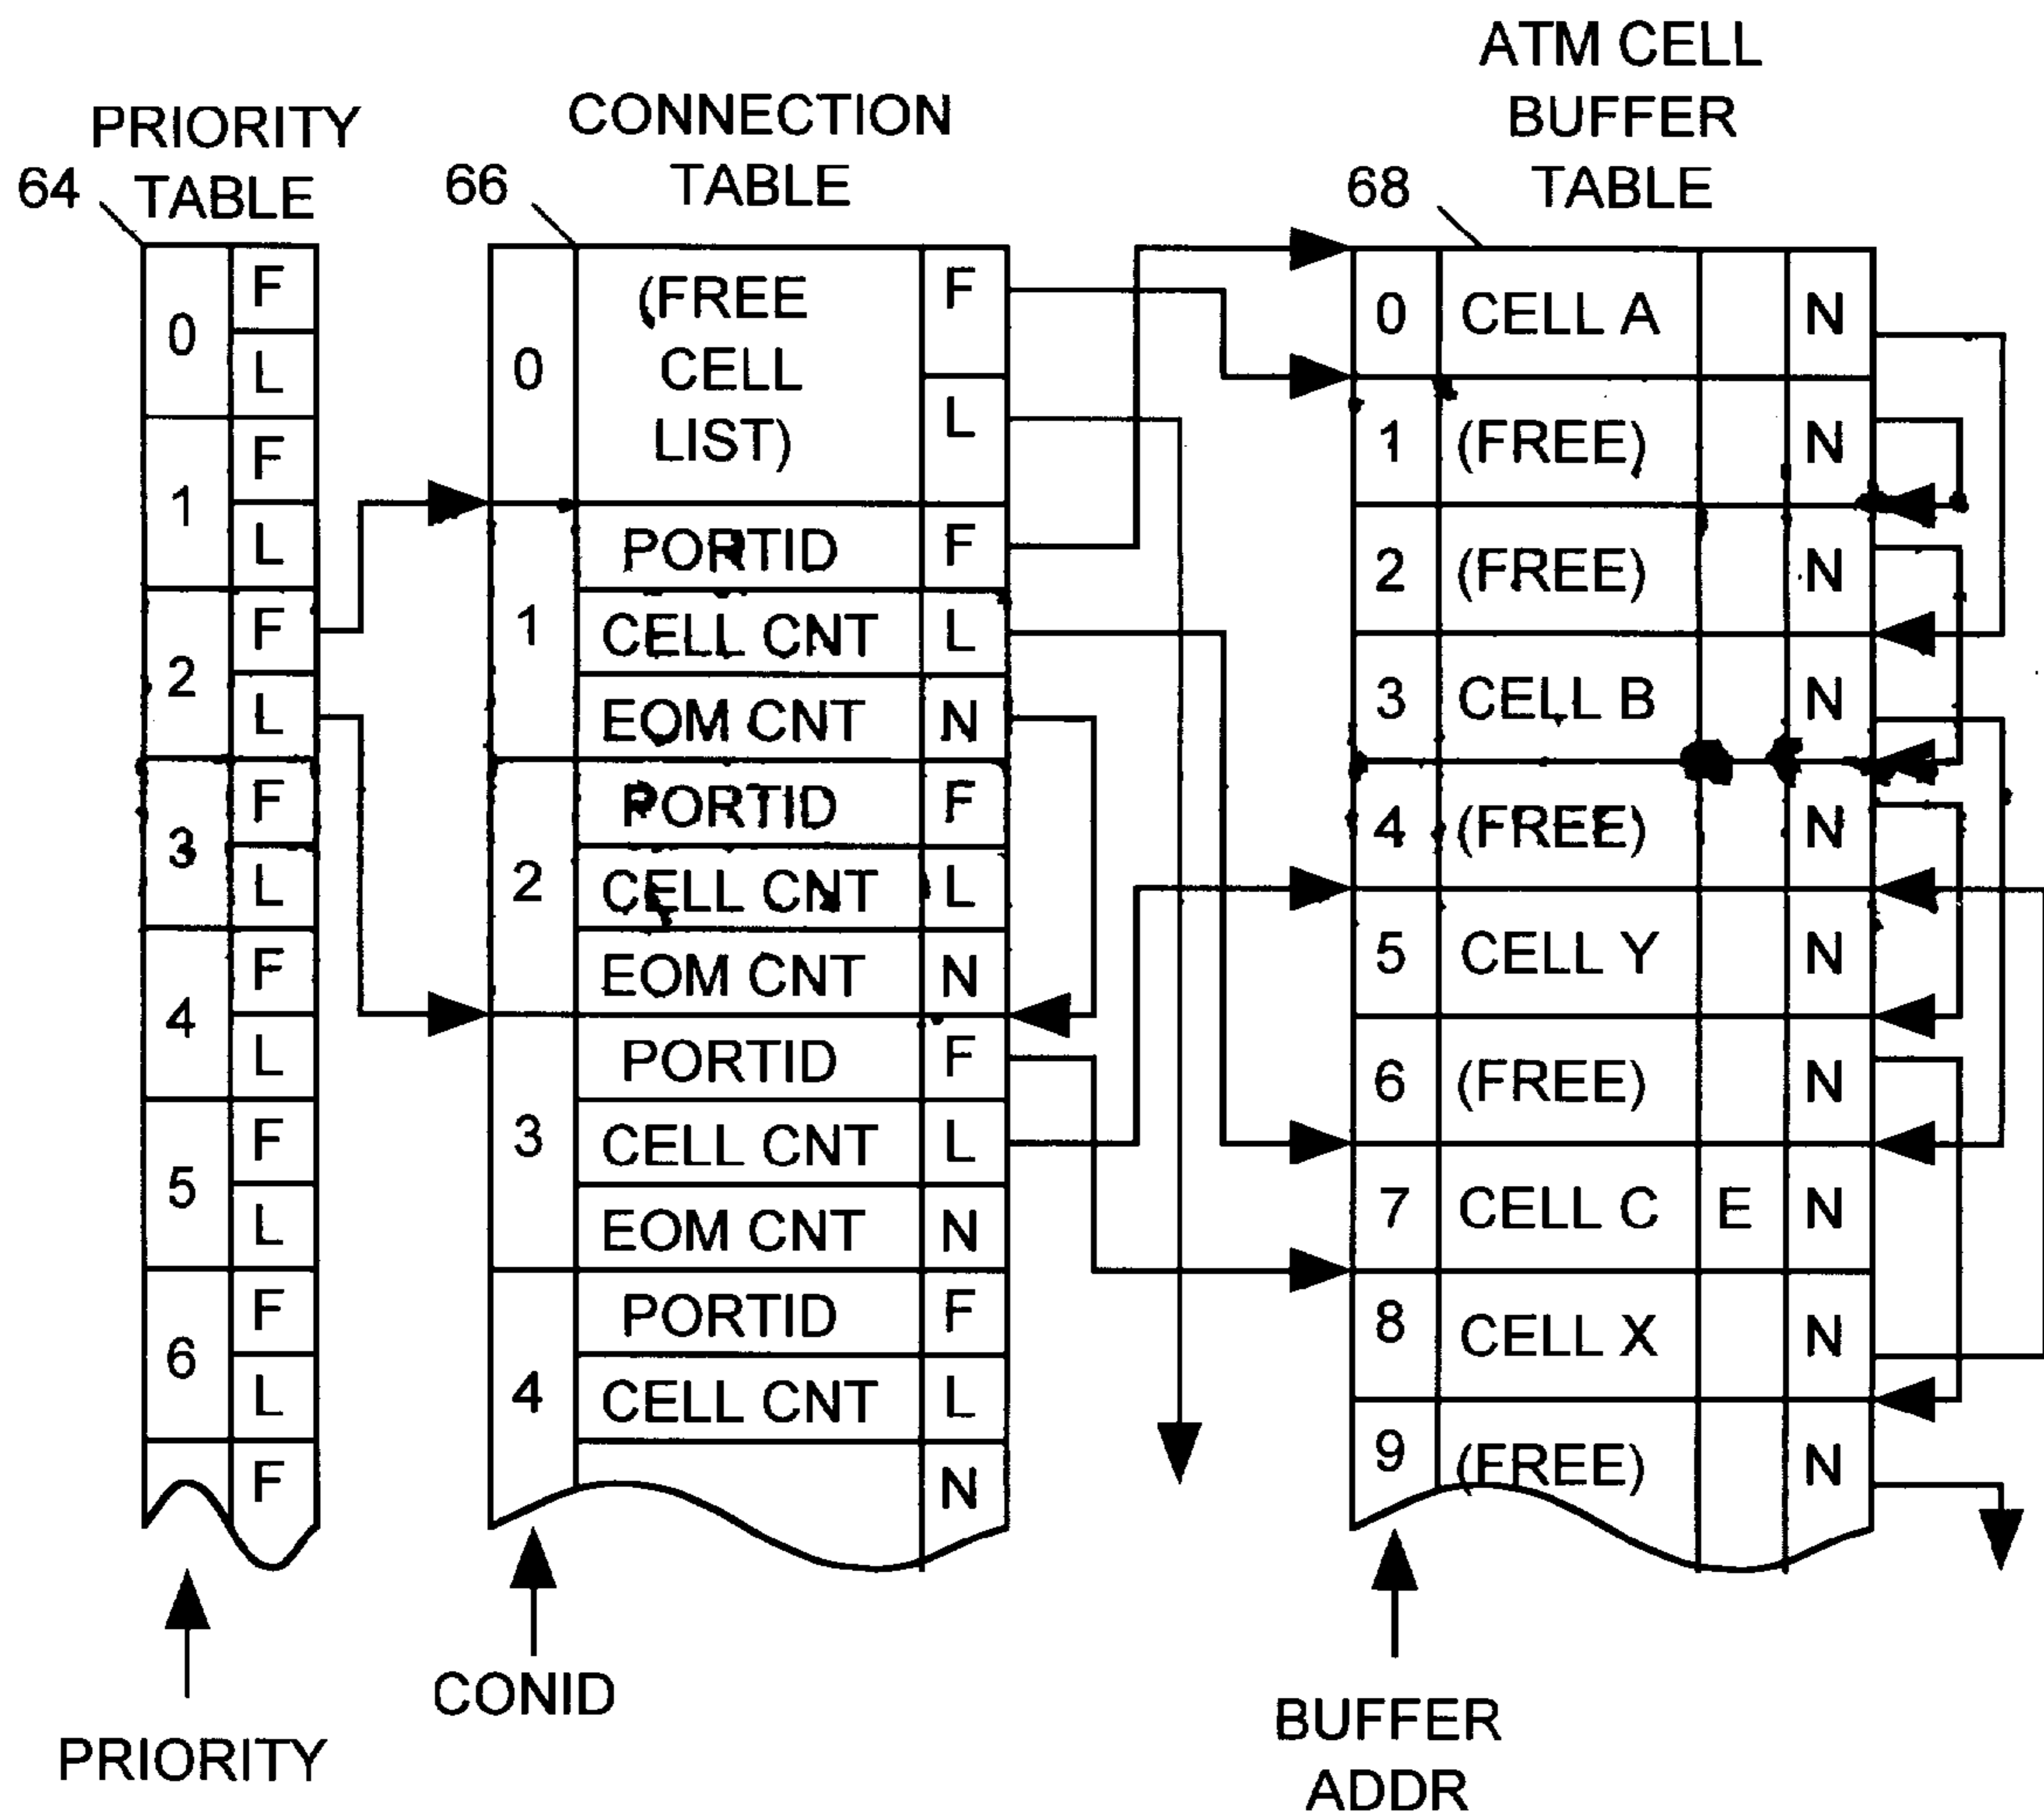 PRIORITY
TABLE
64
0
F
L
1
F
L
2
F
L
3
F
L
4
F
L
5
F
L
6
F
L
F
PRIORITY
CONNECTION
TABLE
66
0
(FREE
CELL
LIST)
F
L
1
PORTID F
CELL CNT L
EOM CNT N
2
PORTID F
CELL CNT L
EOM CNT N
3
PORTID F
CELL CNT L
EOM CNT N
4
PORTID F
CELL CNT L
N
CONID
ATM CELL
BUFFER
TABLE
68
0 CELL A N
1 (FREE) N
2 (FREE) N
3 CELL B N
4 (FREE) N
5 CELL Y N
6 (FREE) N
7 CELL C E N
8 CELL X N
9 (FREE) N
BUFFER
ADDR